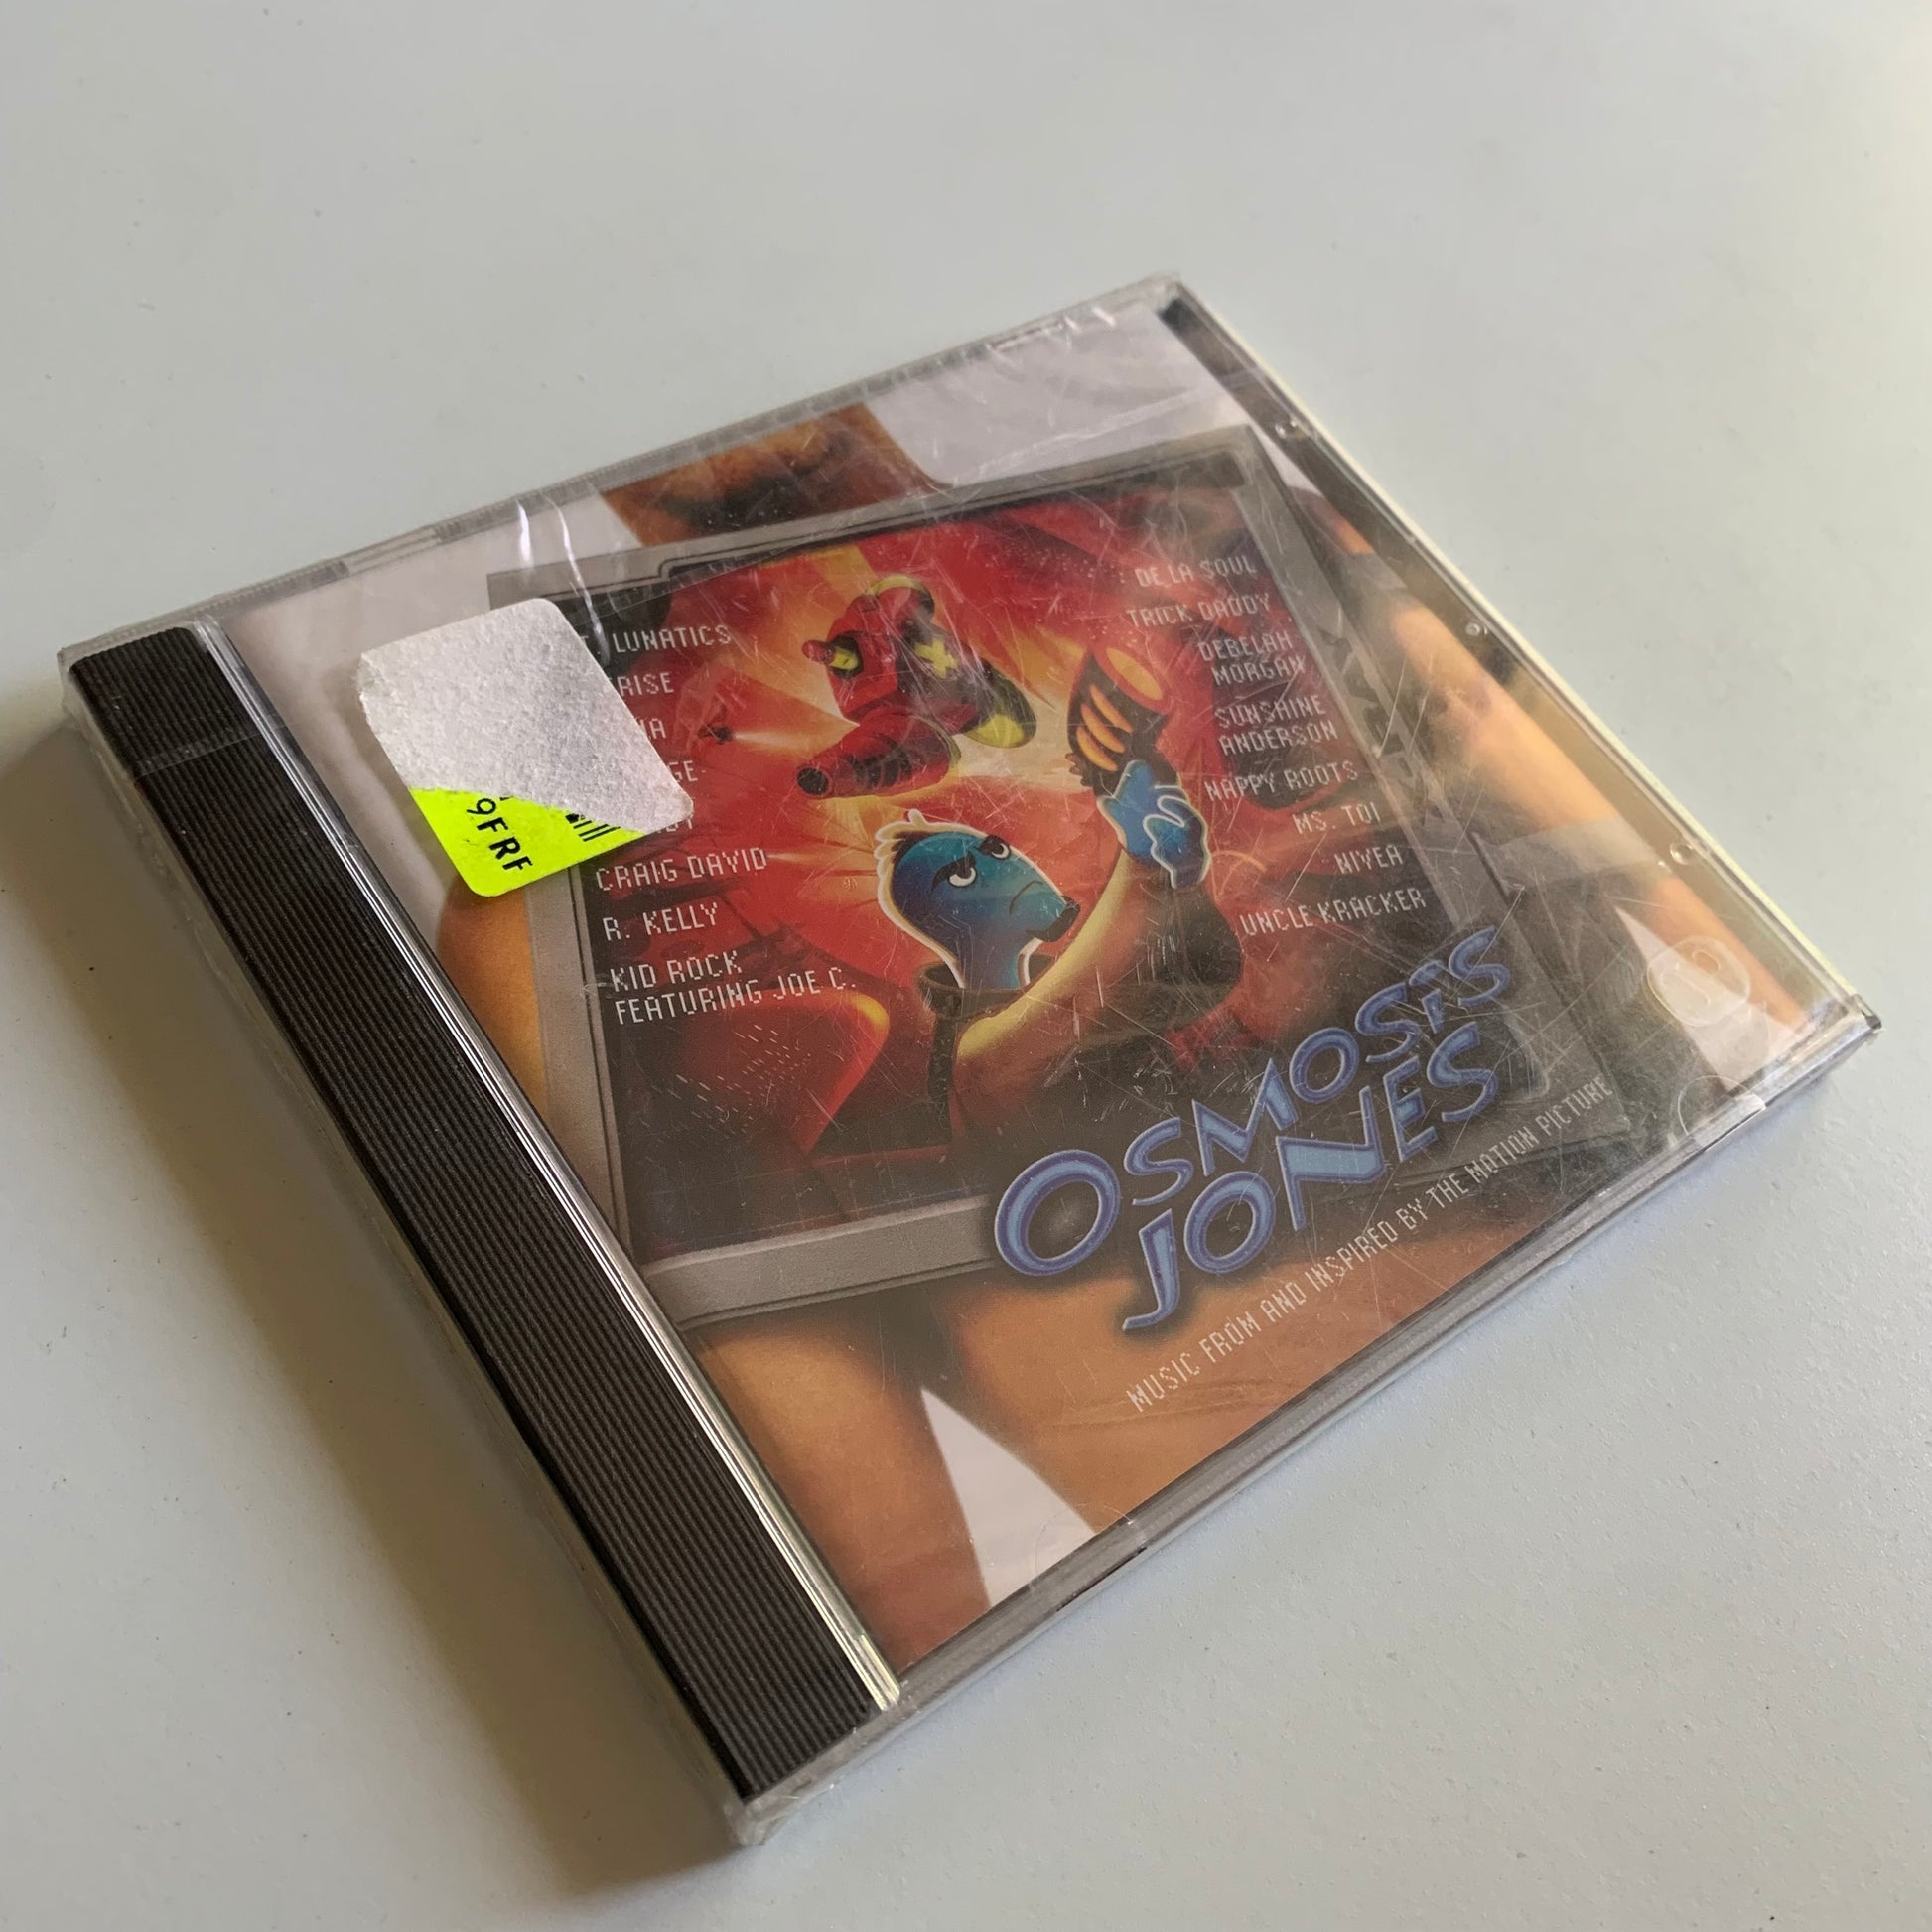 LUNATICS
CRAIG DAVID
R. KELLY
KID ROCK
FEATURING JOE C.
DE LA SOUL
TRICK DADDY
DEBELAH
MORGAN
SUNSHINE
ANDERSON
NAPPY ROOTS
MS. TOI
NIVEA
UNCLE KRACKER
OSMOSIS
JONES
MUSIC FROM AND INSPIRED BY THE MOTION PICTURE
9FRF